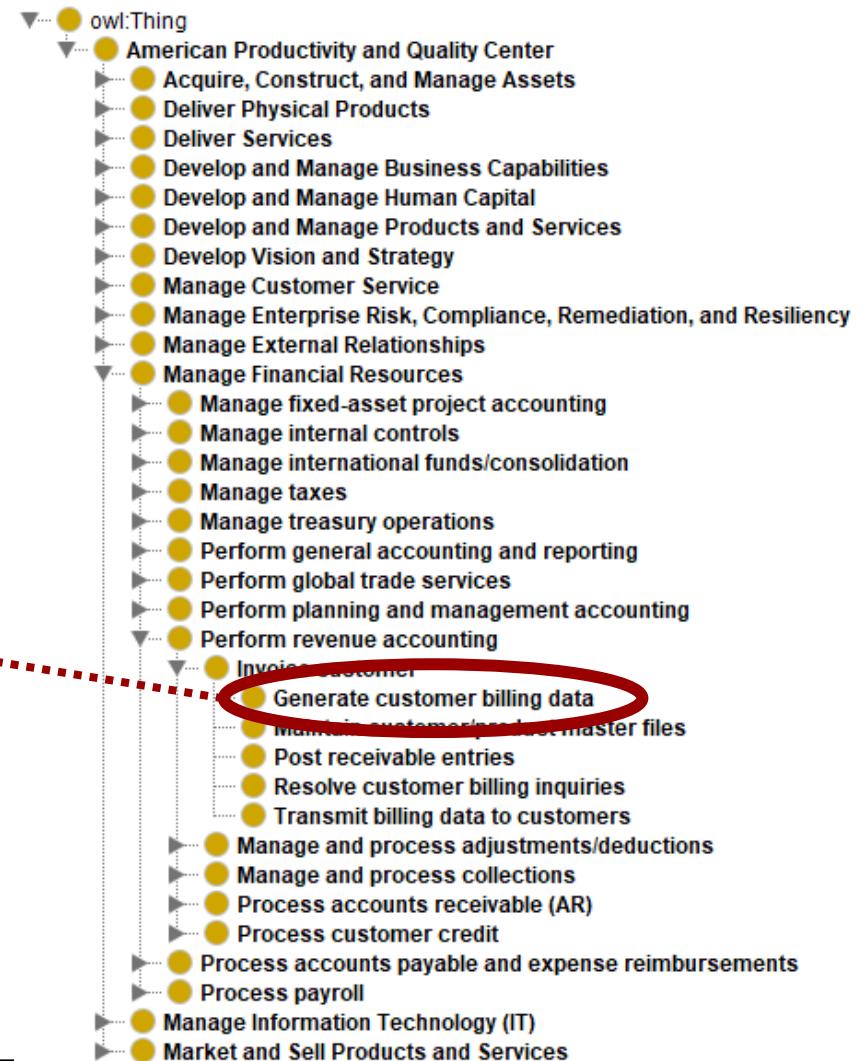 owl:Thing
American Productivity and Quality Center
Acquire, Construct, and Manage Assets
Deliver Physical Products
Deliver Services
Develop and Manage Business Capabilities
Develop and Manage Human Capital
Develop and Manage Products and Services
Develop Vision and Strategy
Manage Customer Service
Manage Enterprise Risk, Compliance, Remediation, and Resiliency
Manage External Relationships
Manage Financial Resources
Manage fixed-asset project accounting
Manage internal controls
Manage international funds/consolidation
Manage taxes
Manage treasury operations
Perform general accounting and reporting
Perform global trade services
Perform planning and management accounting
Perform revenue accounting
Invoice customer
Generate customer billing data
Maintain customer/product master files
Post receivable entries
Resolve customer billing inquiries
Transmit billing data to customers
Manage and process adjustments/deductions
Manage and process collections
Process accounts receivable (AR)
Process customer credit
Process accounts payable and expense reimbursements
Process payroll
Manage Information Technology (IT)
Market and Sell Products and Services